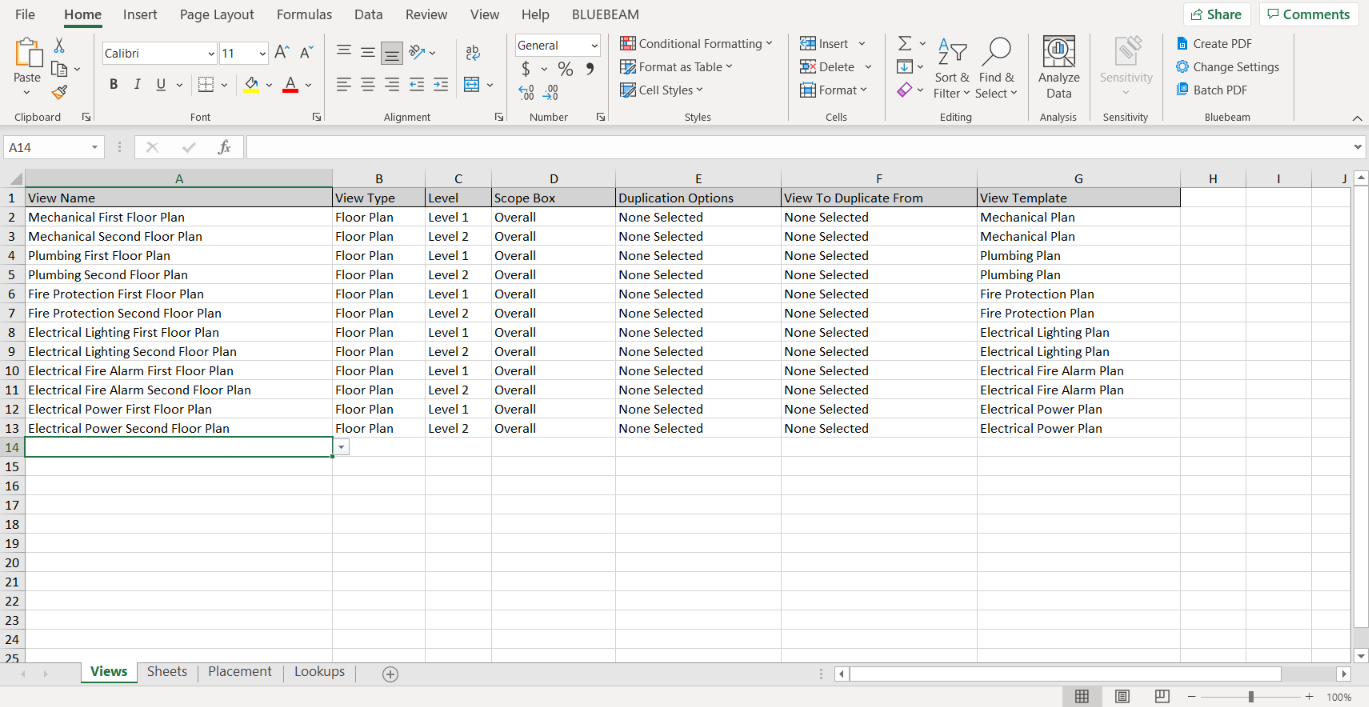 File Home Insert Page Layout Formulas Data Review View Help BLUEBEAM Share Comments
Calibri 11 A^ A˅ ab General Conditional Formatting Insert Σ A Z Create PDF
Paste $ % 9 Format as Table Delete Sort & Find & Analyze Sensitivity Change Settings
B I U A .00 .00 Cell Styles Format Filter Select Data Batch PDF
Clipboard Font Alignment Number Styles Cells Editing Analysis Sensitivity Bluebeam
A14 fx
A B C D E F G H I J
1 View Name View Type Level Scope Box Duplication Options View To Duplicate From View Template
2 Mechanical First Floor Plan Floor Plan Level 1 Overall None Selected None Selected Mechanical Plan
3 Mechanical Second Floor Plan Floor Plan Level 2 Overall None Selected None Selected Mechanical Plan
4 Plumbing First Floor Plan Floor Plan Level 1 Overall None Selected None Selected Plumbing Plan
5 Plumbing Second Floor Plan Floor Plan Level 2 Overall None Selected None Selected Plumbing Plan
6 Fire Protection First Floor Plan Floor Plan Level 1 Overall None Selected None Selected Fire Protection Plan
7 Fire Protection Second Floor Plan Floor Plan Level 2 Overall None Selected None Selected Fire Protection Plan
8 Electrical Lighting First Floor Plan Floor Plan Level 1 Overall None Selected None Selected Electrical Lighting Plan
9 Electrical Lighting Second Floor Plan Floor Plan Level 2 Overall None Selected None Selected Electrical Lighting Plan
10 Electrical Fire Alarm First Floor Plan Floor Plan Level 1 Overall None Selected None Selected Electrical Fire Alarm Plan
11 Electrical Fire Alarm Second Floor Plan Floor Plan Level 2 Overall None Selected None Selected Electrical Fire Alarm Plan
12 Electrical Power First Floor Plan Floor Plan Level 1 Overall None Selected None Selected Electrical Power Plan
13 Electrical Power Second Floor Plan Floor Plan Level 2 Overall None Selected None Selected Electrical Power Plan
14
15
16
17
18
19
20
21
22
23
24
25
Views Sheets Placement Lookups
100%